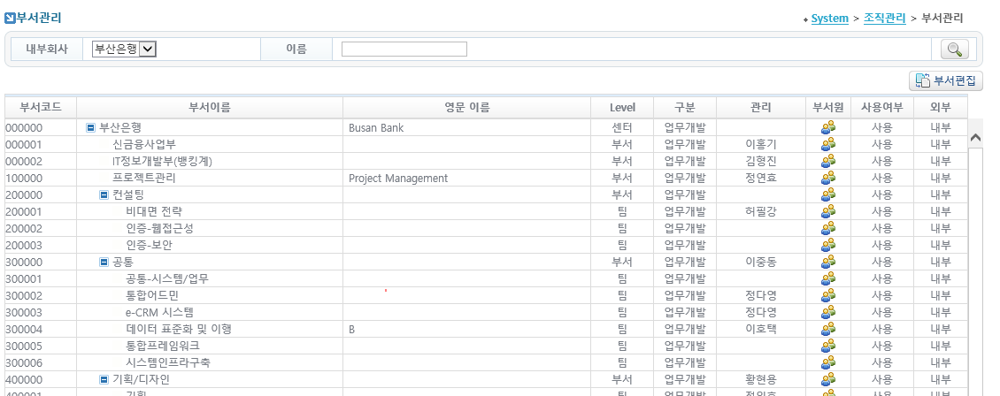 부서관리
System > 조직관리 > 부서관리
내부회사 부산은행 이름
부서편집
부서코드 부서이름 영문 이름 Level 구분 관리 부서원 사용여부 외부
000000 부산은행 Busan Bank 센터 업무개발 사용 내부
000001 신금융사업부 부서 업무개발 이홍기 사용 내부
000002 IT정보개발부(뱅킹계) 부서 업무개발 김형진 사용 내부
100000 프로젝트관리 Project Management 부서 업무개발 정연효 사용 내부
200000 컨설팅 부서 업무개발 사용 내부
200001 비대면 전략 팀 업무개발 허필강 사용 내부
200002 인증-웹접근성 팀 업무개발 사용 내부
200003 인증-보안 팀 업무개발 사용 내부
300000 공통 부서 업무개발 이중동 사용 내부
300001 공통-시스템/업무 팀 업무개발 사용 내부
300002 통합어드민 팀 업무개발 정다영 사용 내부
300003 e-CRM 시스템 팀 업무개발 정다영 사용 내부
300004 데이터 표준화 및 이행 B 팀 업무개발 이호택 사용 내부
300005 통합프레임워크 팀 업무개발 사용 내부
300006 시스템인프라구축 팀 업무개발 사용 내부
400000 기획/디자인 부서 업무개발 황현용 사용 내부